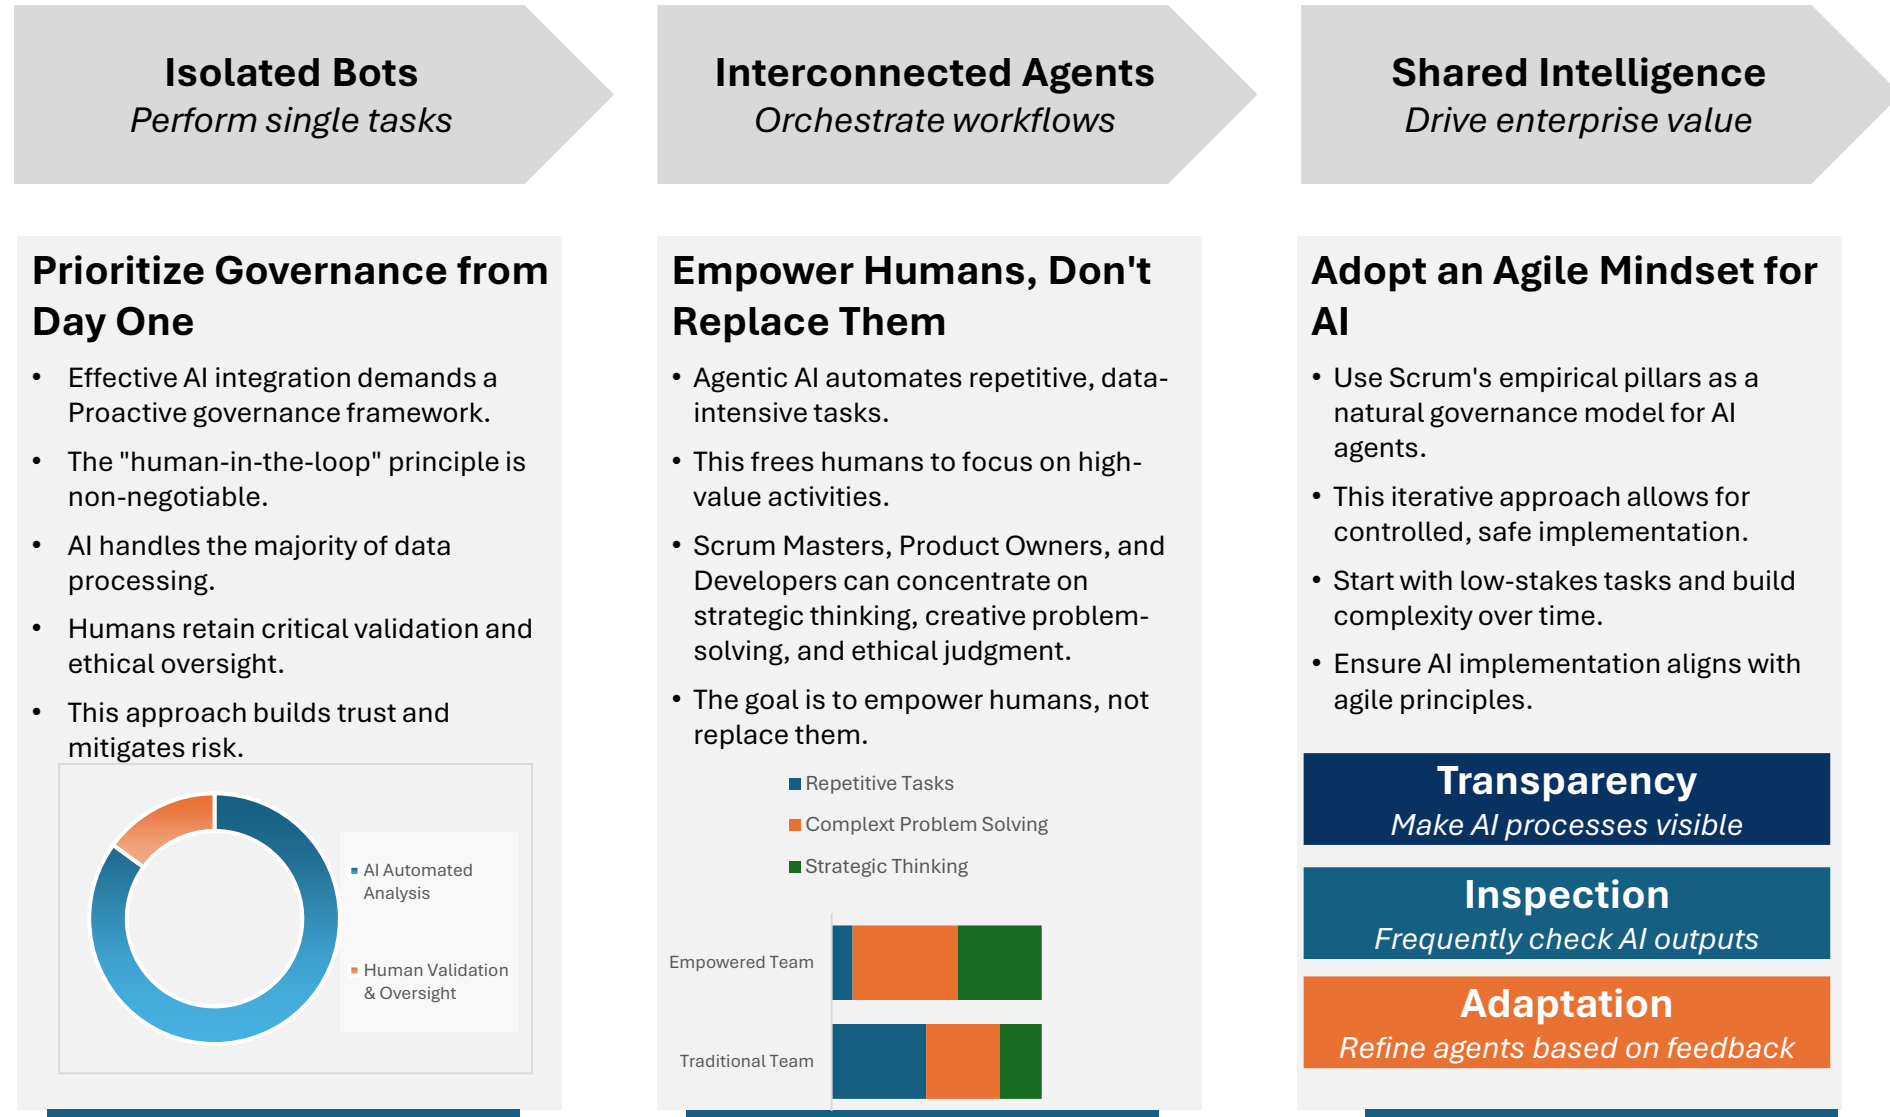 Isolated Bots
Perform single tasks
Interconnected Agents
Orchestrate workflows
Shared Intelligence
Drive enterprise value
Prioritize Governance from
Day One
• Effective AI integration demands a
Proactive governance framework.
• The "human-in-the-loop" principle is
non-negotiable.
• AI handles the majority of data
processing.
• Humans retain critical validation and
ethical oversight.
• This approach builds trust and
mitigates risk.
AI Automated
Analysis
Human Validation
& Oversight
Empower Humans, Don't
Replace Them
• Agentic AI automates repetitive, data-
intensive tasks.
• This frees humans to focus on high-
value activities.
• Scrum Masters, Product Owners, and
Developers can concentrate on
strategic thinking, creative problem-
solving, and ethical judgment.
• The goal is to empower humans, not
replace them.
Repetitive Tasks
Complext Problem Solving
Strategic Thinking
Empowered Team
Traditional Team
Adopt an Agile Mindset for
AI
• Use Scrum's empirical pillars as a
natural governance model for AI
agents.
• This iterative approach allows for
controlled, safe implementation.
• Start with low-stakes tasks and build
complexity over time.
• Ensure AI implementation aligns with
agile principles.
Transparency
Make AI processes visible
Inspection
Frequently check AI outputs
Adaptation
Refine agents based on feedback